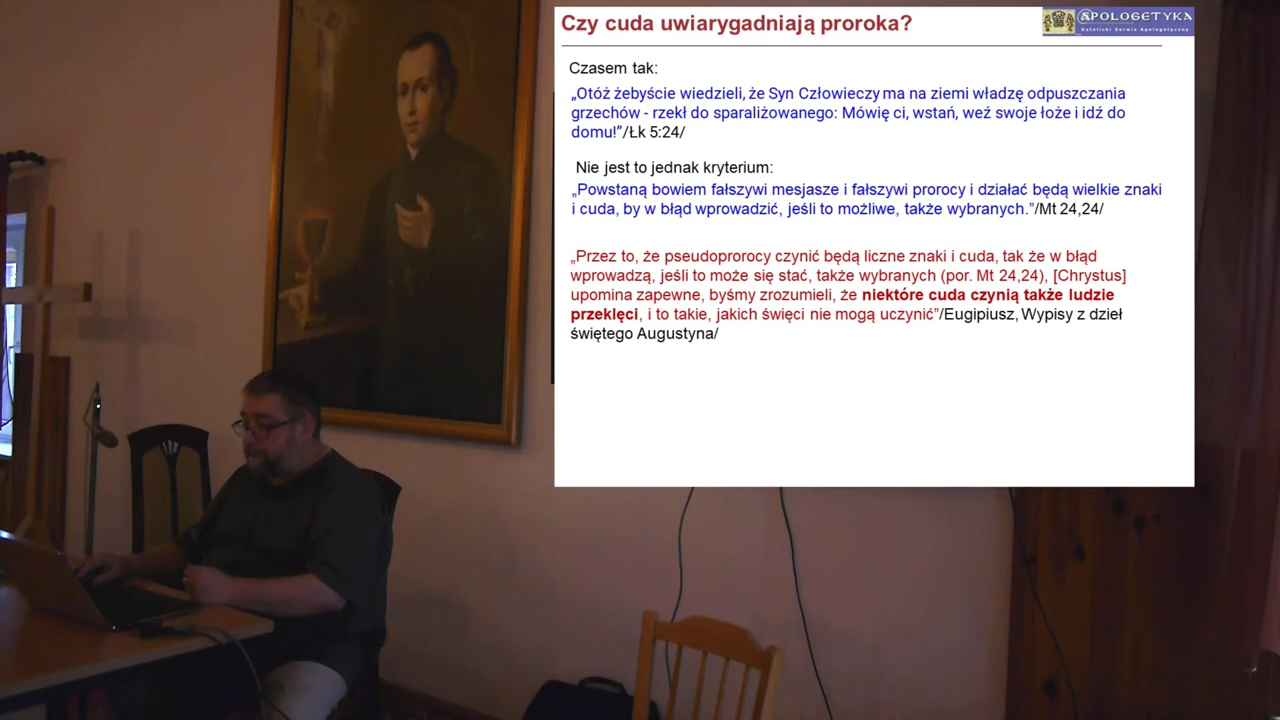 Czy cuda uwiarygadniają proroka?
@POLOGETYKA
Katolicki Serwis Apologetyczny
Czasem tak:
„Otóż żebyście wiedzieli, że Syn Człowieczy ma na ziemi władzę odpuszczania
grzechów - rzekł do sparaliżowanego: Mówię ci, wstań, weź swoje łoże i idź do
domu!”/Łk 5:24/
Nie jest to jednak kryterium:
„Powstaną bowiem fałszywi mesjasze i fałszywi prorocy i działać będą wielkie znaki
i cuda, by w błąd wprowadzić, jeśli to możliwe, także wybranych.”/Mt 24,24/
„Przez to, że pseudoprorocy czynić będą liczne znaki i cuda, tak że w błąd
wprowadzą, jeśli to może się stać, także wybranych (por. Mt 24,24), [Chrystus]
upomina zapewne, byśmy zrozumieli, że niektóre cuda czynią także ludzie
przeklęci, i to takie, jakich święci nie mogą uczynić”/Eugipiusz, Wypisy z dzieł
świętego Augustyna/